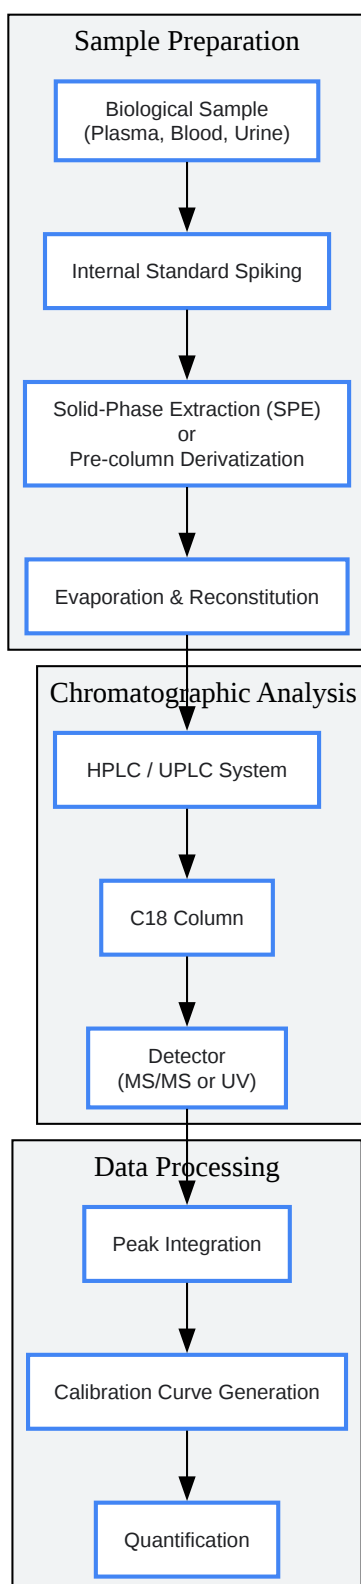 Sample Preparation
Biological Sample
(Plasma, Blood, Urine)
Internal Standard Spiking
Solid-Phase Extraction (SPE)
or
Pre-column Derivatization
Evaporation & Reconstitution
Chromatographic Analysis
HPLC / UPLC System
C18 Column
Detector
(MS/MS or UV)
Data Processing
Peak Integration
Calibration Curve Generation
Quantification